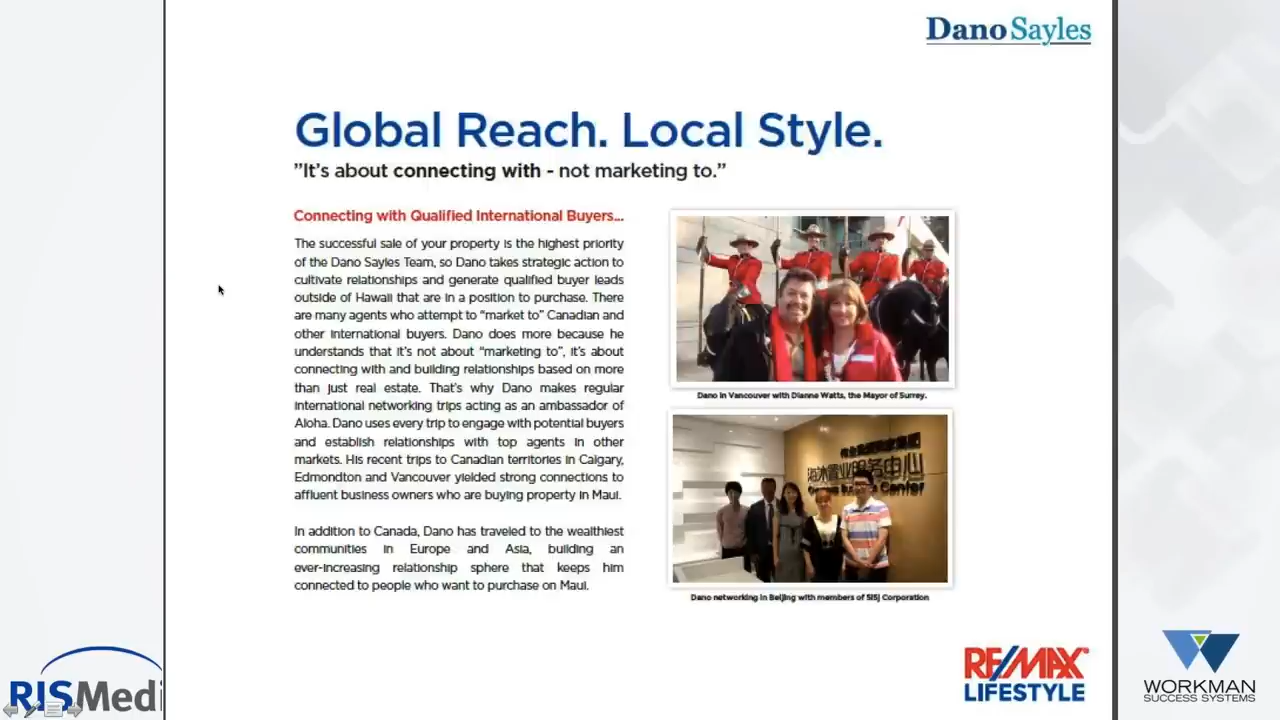 Dano Sayles
Global Reach. Local Style.
"It's about connecting with - not marketing to."
Connecting with Qualified International Buyers...
The successful sale of your property is the highest priority
of the Dano Sayles Team, so Dano takes strategic action to
cultivate relationships and generate qualified buyer leads
outside of Hawaii that are in a position to purchase. There
are many agents who attempt to "market to" Canadian and
other international buyers. Dano does more because he
understands that it's not about "marketing to", it's about
connecting with and building relationships based on more
than just real estate. That's why Dano makes regular
international networking trips acting as an ambassador of
Aloha. Dano uses every trip to engage with potential buyers
and establish relationships with top agents in other
markets. His recent trips to Canadian territories in Calgary,
Edmondton and Vancouver yielded strong connections to
affluent business owners who are buying property in Maui.
In addition to Canada, Dano has traveled to the wealthiest
communities in Europe and Asia, building an
ever-increasing relationship sphere that keeps him
connected to people who want to purchase on Maui.
Dano in Vancouver with Dianne Watts, the Mayor of Surrey.
置业服务中心
Center
Dano networking in Beijing with members of 5i5j Corporation
RISMedi
RE/MAX
LIFESTYLE
WORKMAN
SUCCESS SYSTEMS